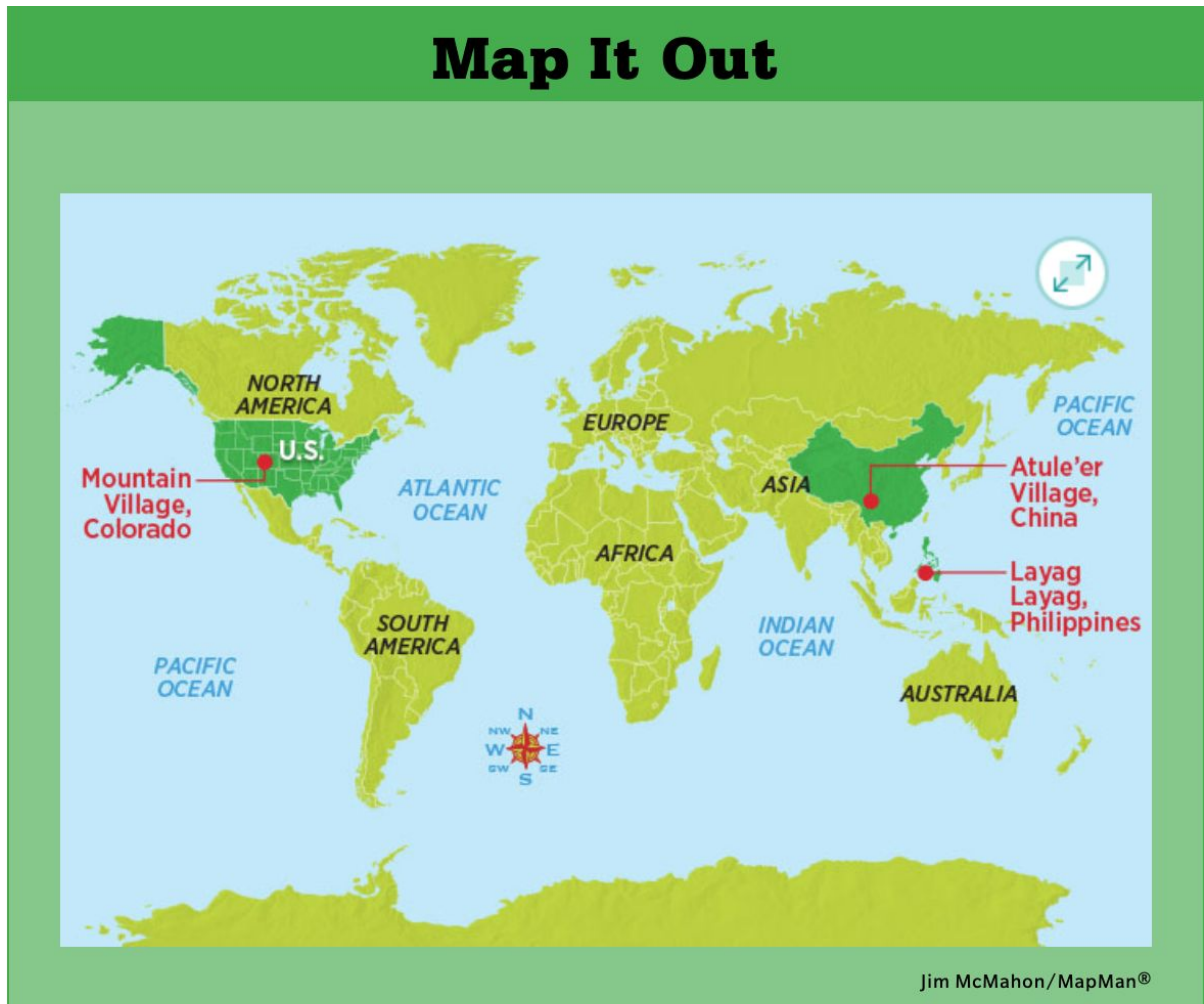 Map It Out
NORTH
AMERICA
U.S.
Mountain
Village,
Colorado
ATLANTIC
OCEAN
EUROPE
ASIA
PACIFIC
OCEAN
Atule'er
Village,
China
AFRICA
Layag
Layag,
Philippines
SOUTH
AMERICA
INDIAN
OCEAN
PACIFIC
OCEAN
AUSTRALIA
N
NW NE
W E
SW SE
S
Jim McMahon/MapMan®